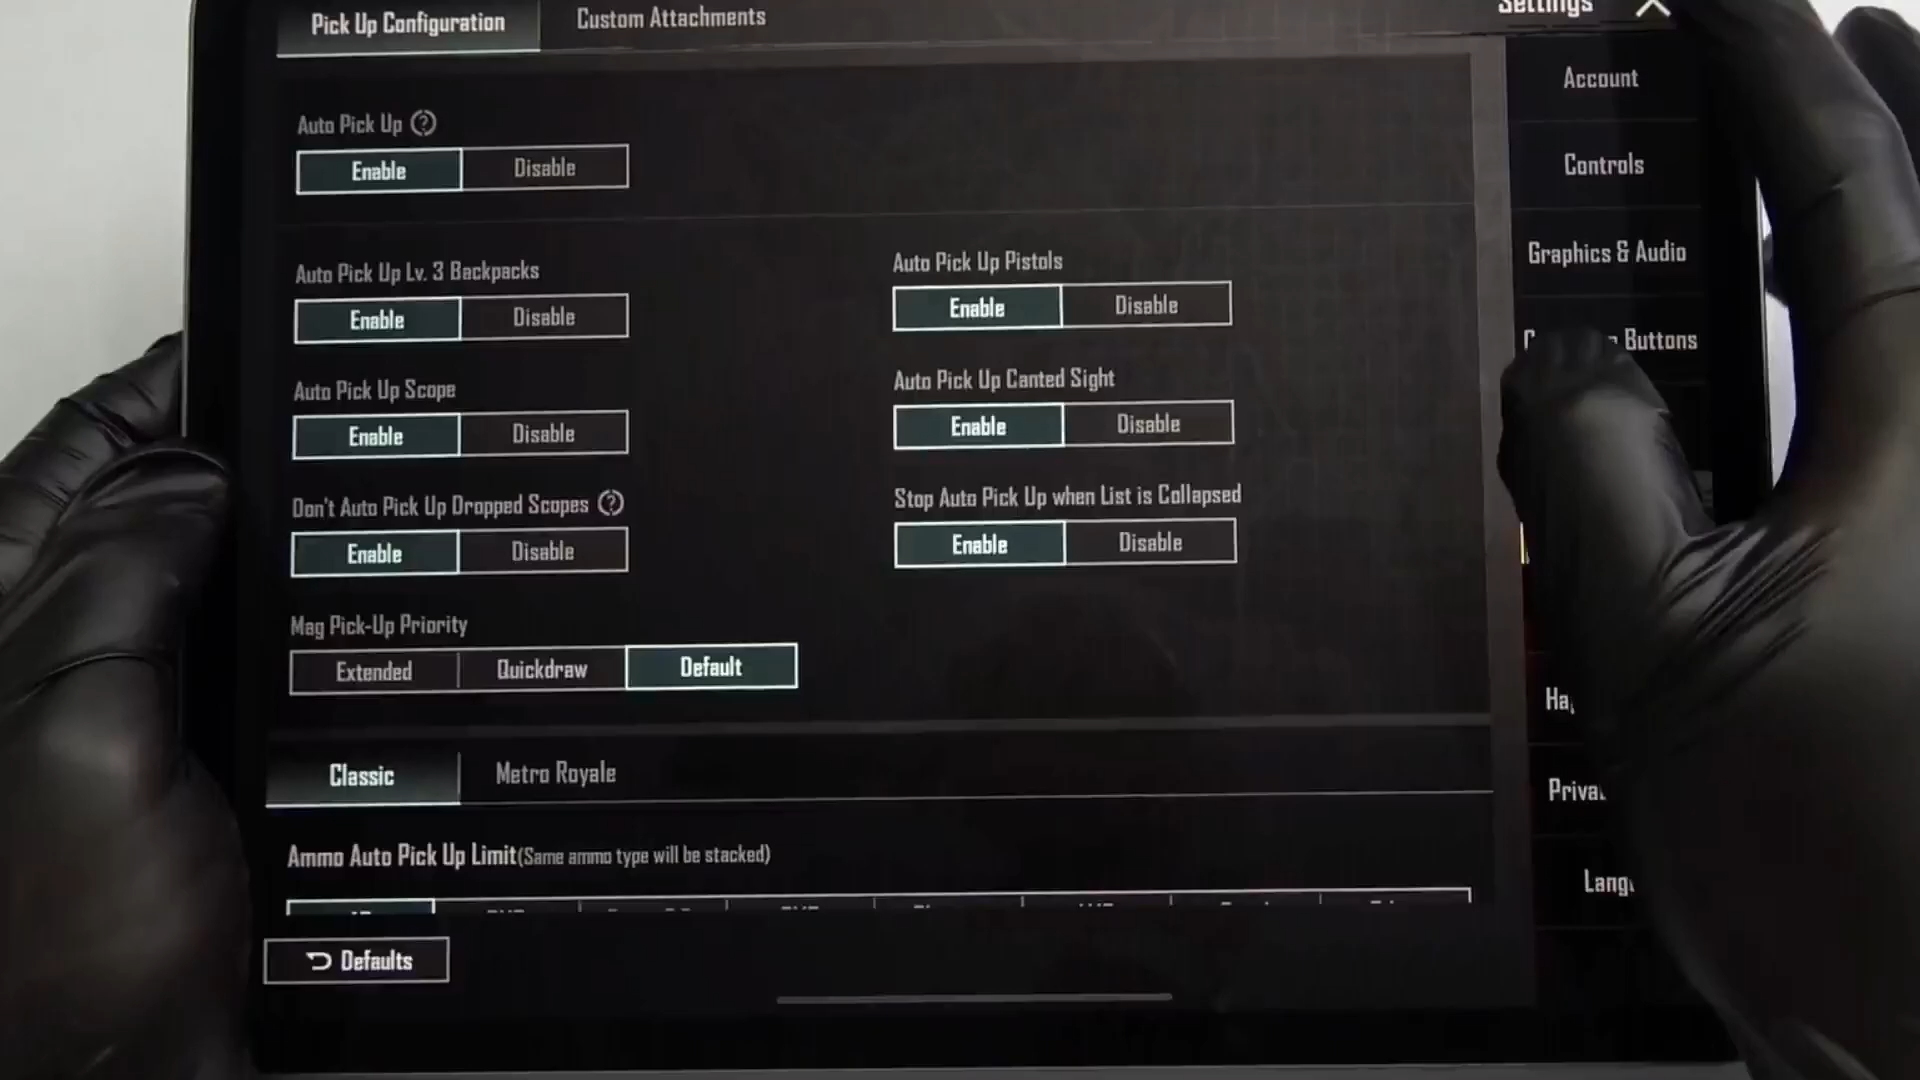 Pick Up Configuration
Custom Attachments
Settings
Account
Controls
Graphics & Audio
Buttons
Auto Pick Up
Enable
Disable
Auto Pick Up Lv. 3 Backpacks
Enable
Disable
Auto Pick Up Pistols
Enable
Disable
Auto Pick Up Scope
Enable
Disable
Auto Pick Up Canted Sight
Enable
Disable
Don't Auto Pick Up Dropped Scopes
Enable
Disable
Stop Auto Pick Up when List is Collapsed
Enable
Disable
Mag Pick-Up Priority
Extended
Quickdraw
Default
Classic
Metro Royale
Ammo Auto Pick Up Limit(Same ammo type will be stacked)
Defaults